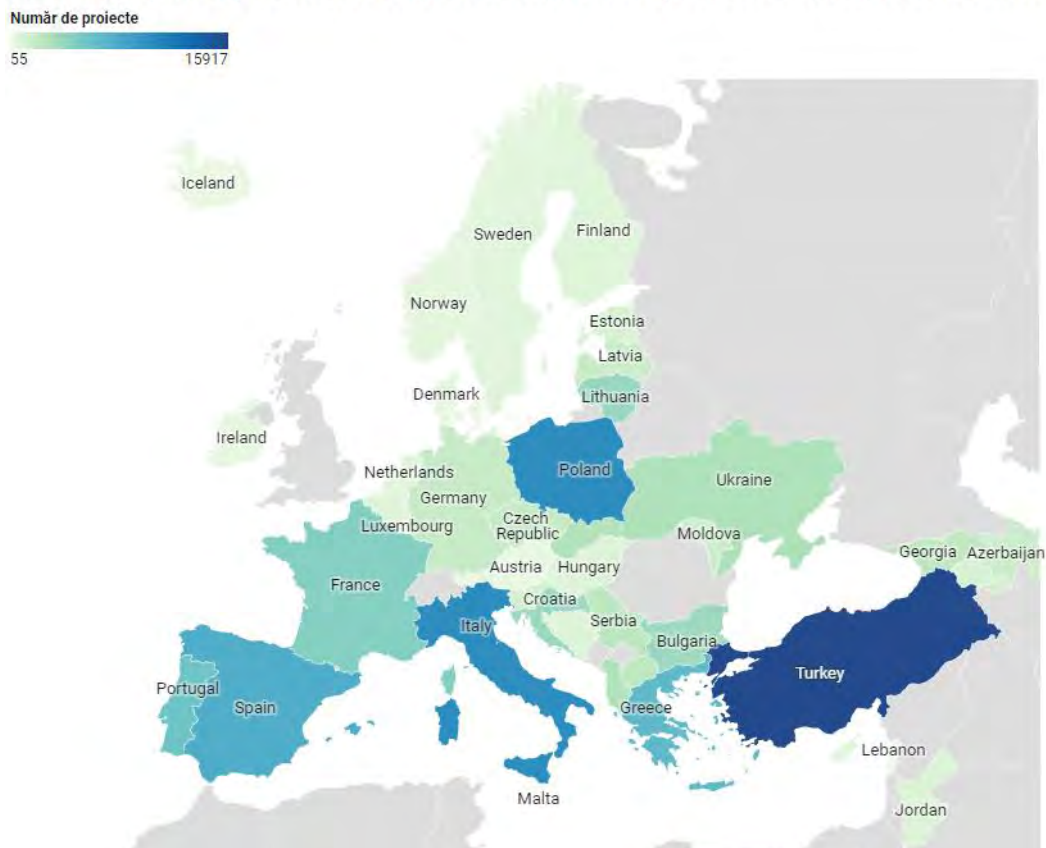 Număr de proiecte
55 15917
Iceland
Sweden Finland
Norway
Estonia
Latvia
Denmark Lithuania
Ireland
Netherlands Poland
Germany Ukraine
Luxembourg Czech
Republic Moldova
Austria Hungary Georgia Azerbaijan
France
Croatia
Italy Serbia
Bulgaria
Turkey
Portugal
Spain Greece
Lebanon
Malta
Jordan